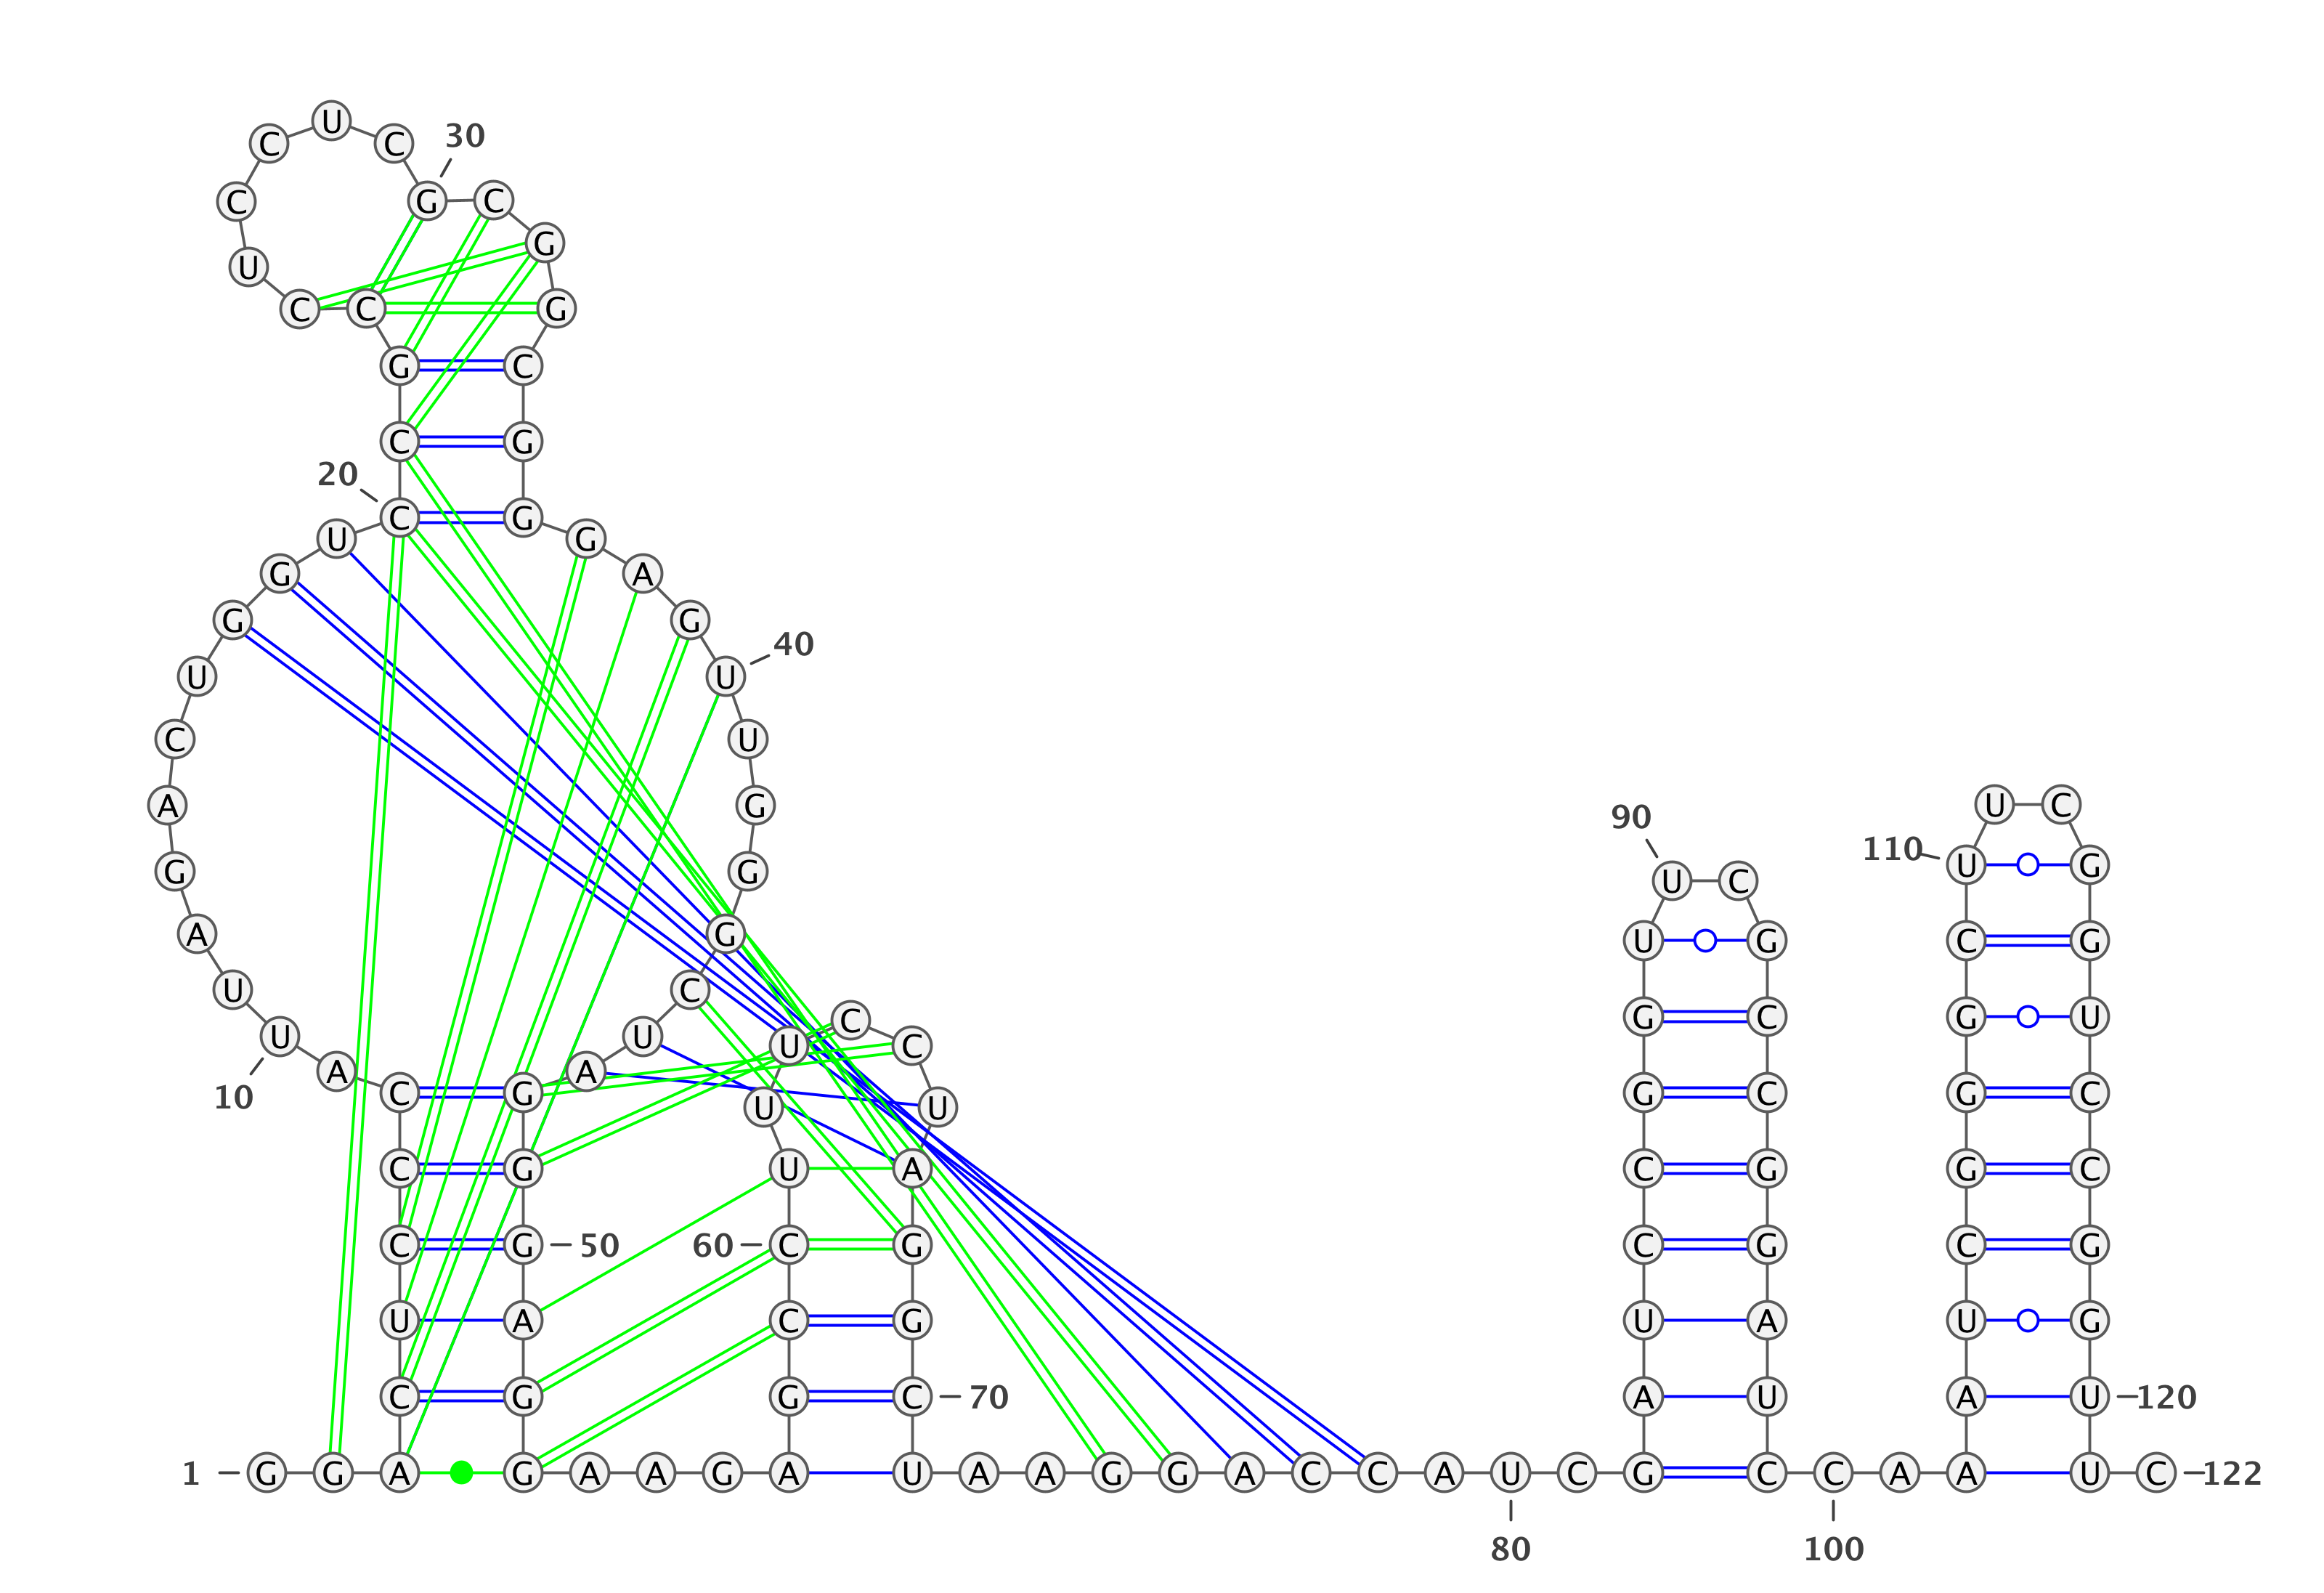 U
C C 30
C G C
G
U
C C G
G C
C G
20
C G
U G
G A
G G
40
U U
C U
A G U C
90
110 U G
G G U C
A G U G C G
U C
C G C G U
U U U C
A A
10 C G G C G C
U U
C G U A C G G C
C G 50 60 C G C G G C
U A C G U A U G
C G G C 70 A U A U 120
1 G G A G A A G A U A A G G A C C A U C G C C A A U C 122
80 100